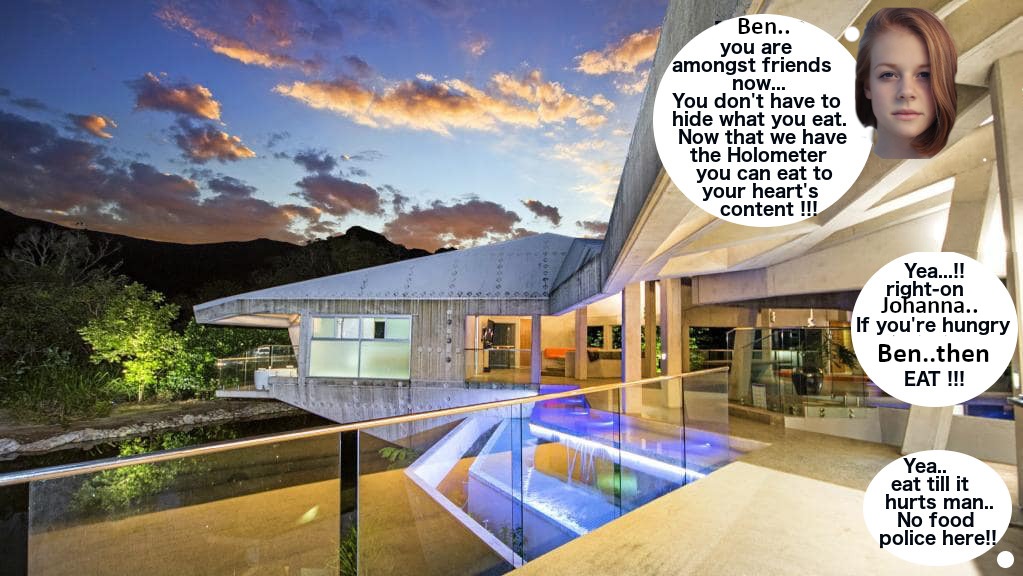 Ben..
you are
amongst friends
now...
You don't have to
hide what you eat.
Now that we have
the Holometer
you can eat to
your heart's
content !!!
Yea...!!
right-on
Johanna..
If you're hungry
Ben..then
EAT !!!
Yea..
eat till it
hurts man..
No food
police here!!